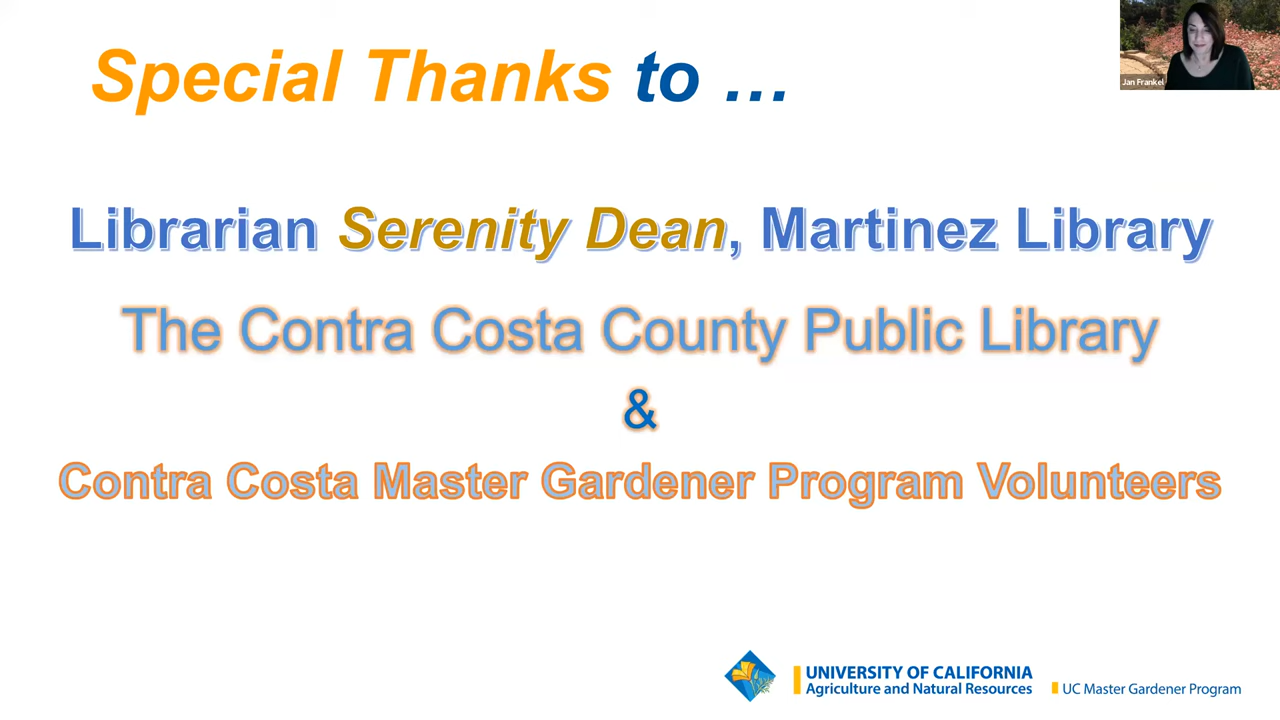 Special Thanks to ...
Jan Frankel
Librarian Serenity Dean, Martinez Library
The Contra Costa County Public Library
&
Contra Costa Master Gardener Program Volunteers
UNIVERSITY OF CALIFORNIA
Agriculture and Natural Resources
UC Master Gardener Program